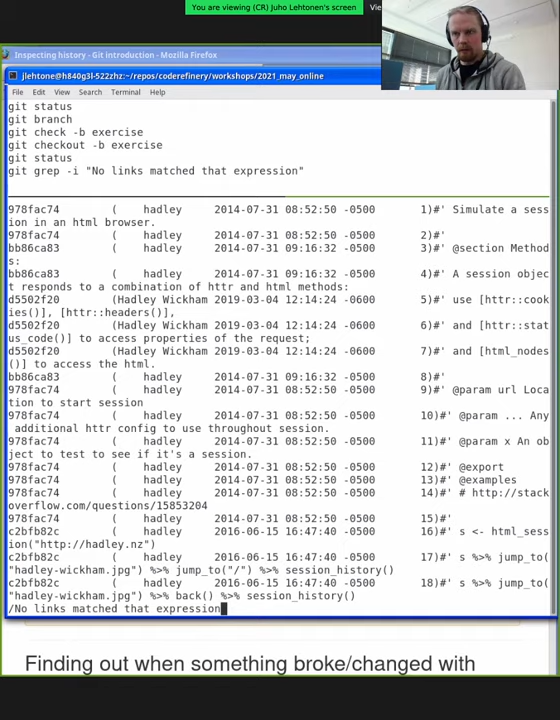 You are viewing (CR) Juho Lehtonen's screen
Vie
Inspecting history - Git introduction - Mozilla Firefox
jlehtone@h840g3l-522zhz:~/repos/coderefinery/workshops/2021_may_online
File Edit View Search Terminal Help
git status
git branch
git check -b exercise
git checkout -b exercise
git status
git grep -i "No links matched that expression"
978fac74 ( hadley 2014-07-31 08:52:50 -0500 1)#' Simulate a sess
ion in an html browser.
978fac74 ( hadley 2014-07-31 08:52:50 -0500 2)#'
bb86ca83 ( hadley 2014-07-31 09:16:32 -0500 3)#' @section Method
s:
bb86ca83 ( hadley 2014-07-31 09:16:32 -0500 4)#' A session objec
t responds to a combination of httr and html methods:
d5502f20 (Hadley Wickham 2019-03-04 12:14:24 -0600 5)#' use [httr::cook
ies()], [httr::headers()],
d5502f20 (Hadley Wickham 2019-03-04 12:14:24 -0600 6)#' and [httr::stat
us_code()] to access properties of the request;
d5502f20 (Hadley Wickham 2019-03-04 12:14:24 -0600 7)#' and [html_nodes
()] to access the html.
bb86ca83 ( hadley 2014-07-31 09:16:32 -0500 8)#'
978fac74 ( hadley 2014-07-31 08:52:50 -0500 9)#' @param url Loca
tion to start session
978fac74 ( hadley 2014-07-31 08:52:50 -0500 10)#' @param ... Any
additional httr config to use throughout session.
978fac74 ( hadley 2014-07-31 08:52:50 -0500 11)#' @param x An ob
ject to test to see if it's a session.
978fac74 ( hadley 2014-07-31 08:52:50 -0500 12)#' @export
978fac74 ( hadley 2014-07-31 08:52:50 -0500 13)#' @examples
978fac74 ( hadley 2014-07-31 08:52:50 -0500 14)#' # http://stack
overflow.com/questions/15853204
978fac74 ( hadley 2014-07-31 08:52:50 -0500 15)#'
c2bfb82c ( hadley 2016-06-15 16:47:40 -0500 16)#' s <- html_sess
ion("http://hadley.nz")
c2bfb82c ( hadley 2016-06-15 16:47:40 -0500 17)#' s %>% jump_to(
"hadley-wickham.jpg") %>% jump_to("/") %>% session_history()
c2bfb82c ( hadley 2016-06-15 16:47:40 -0500 18)#' s %>% jump_to(
"hadley-wickham.jpg") %>% back() %>% session_history()
/No links matched that expression
Finding out when something broke/changed with